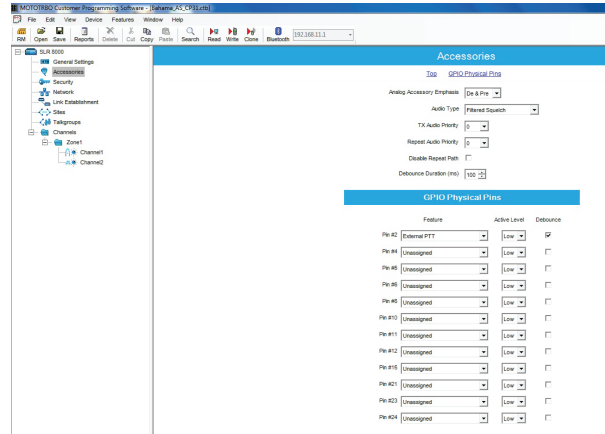 MOTOTRBO Customer Programming Software - [Bahama_AS_CP31.ctb]
File Edit View Device Features Window Help
RM Open Save Reports Delete Cut Copy Paste Search Read Write Clone Bluetooth 192.168.11.1
SLR 8000
General Settings
Accessories
Security
Network
Link Establishment
Sites
Talkgroups
Channels
Zone1
Channel1
Channel2
Accessories
Top GPIO Physical Pins
Analog Accessory Emphasis De & Pre
Audio Type Filtered Squelch
TX Audio Priority 0
Repeat Audio Priority 0
Disable Repeat Path
Debounce Duration (ms) 100
GPIO Physical Pins
Feature Active Level Debounce
Pin #2 External PTT Low
Pin #4 Unassigned Low
Pin #5 Unassigned Low
Pin #6 Unassigned Low
Pin #8 Unassigned Low
Pin #10 Unassigned Low
Pin #11 Unassigned Low
Pin #12 Unassigned Low
Unassigned Low
Pin #21 Unassigned Low
Pin #23 Unassigned Low
Pin #24 Unassigned Low